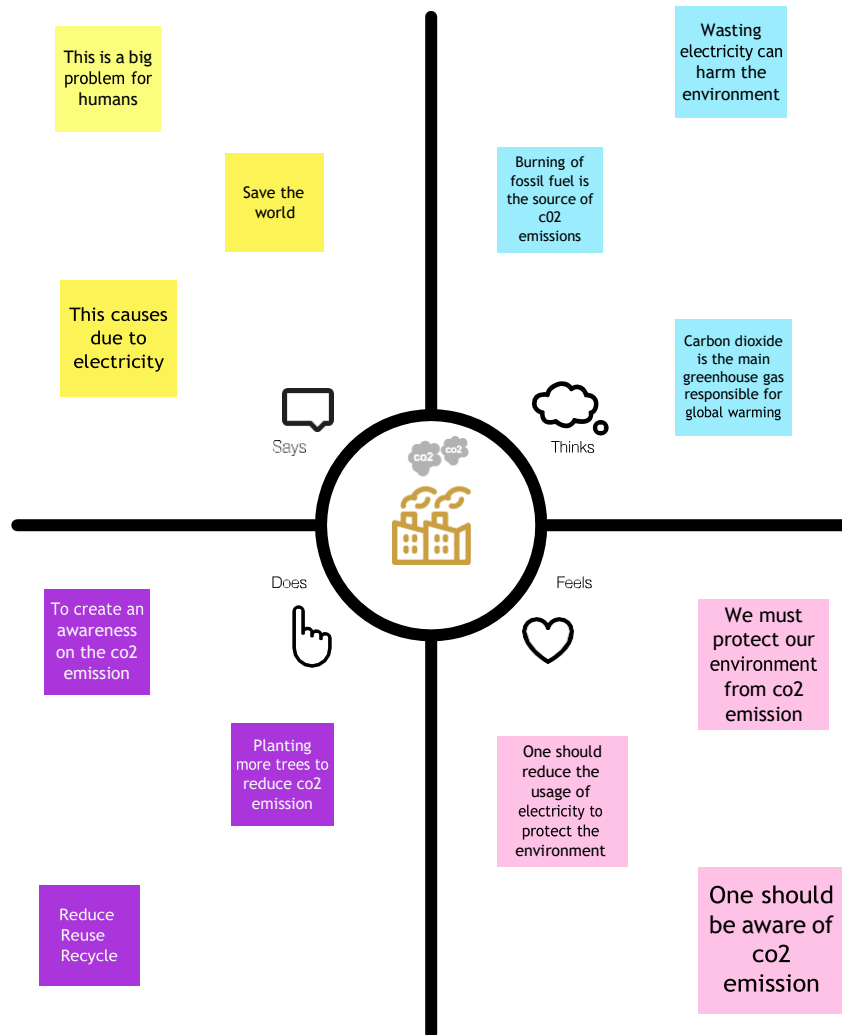 This is a big
problem for
humans
Save the
world
This causes
due to
electricity
Says
Wasting
electricity can
harm the
environment
Burning of
fossil fuel is
the source of
c02
emissions
Carbon dioxide
is the main
greenhouse gas
responsible for
global warming
Thinks
co2
co2
Does
To create an
awareness
on the co2
emission
Planting
more trees to
reduce co2
emission
Reduce
Reuse
Recycle
Feels
We must
protect our
environment
from co2
emission
One should
reduce the
usage of
electricity to
protect the
environment
One should
be aware of
co2
emission